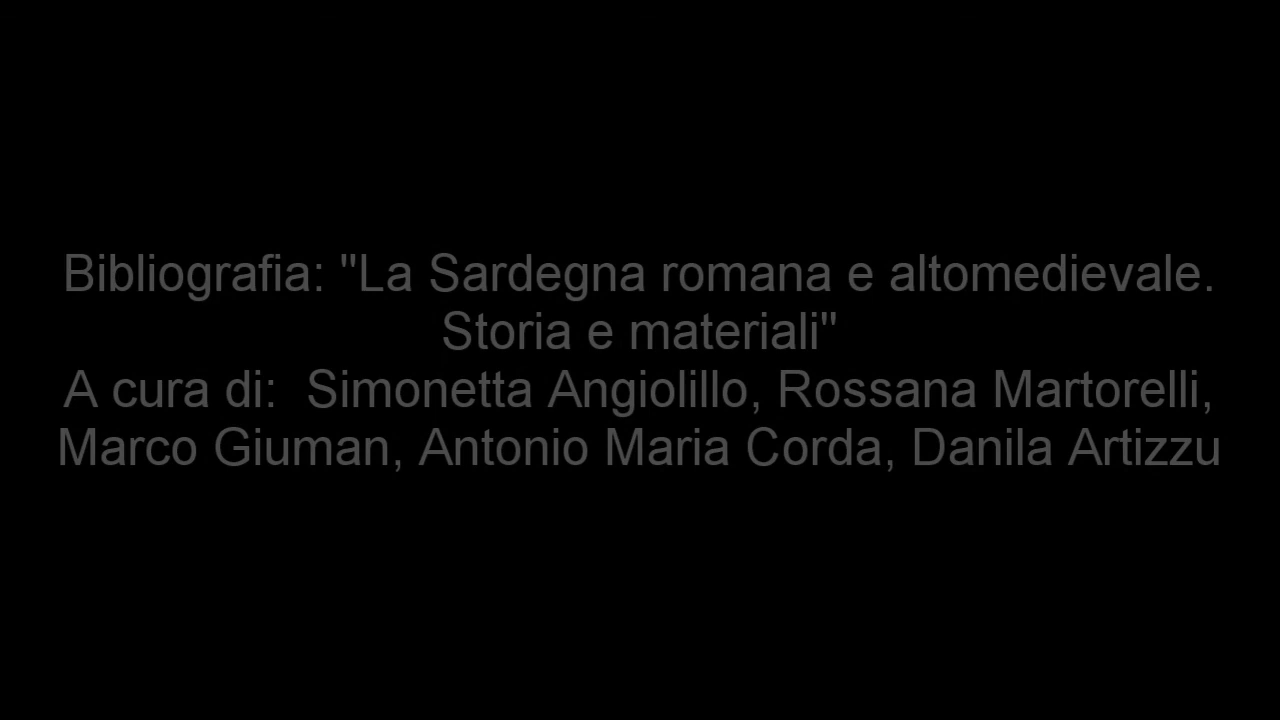 Bibliografia: "La Sardegna romana e altomedievale.
Storia e materiali"
A cura di:  Simonetta Angiolillo, Rossana Martorelli,
Marco Giuman, Antonio Maria Corda, Danila Artizzu